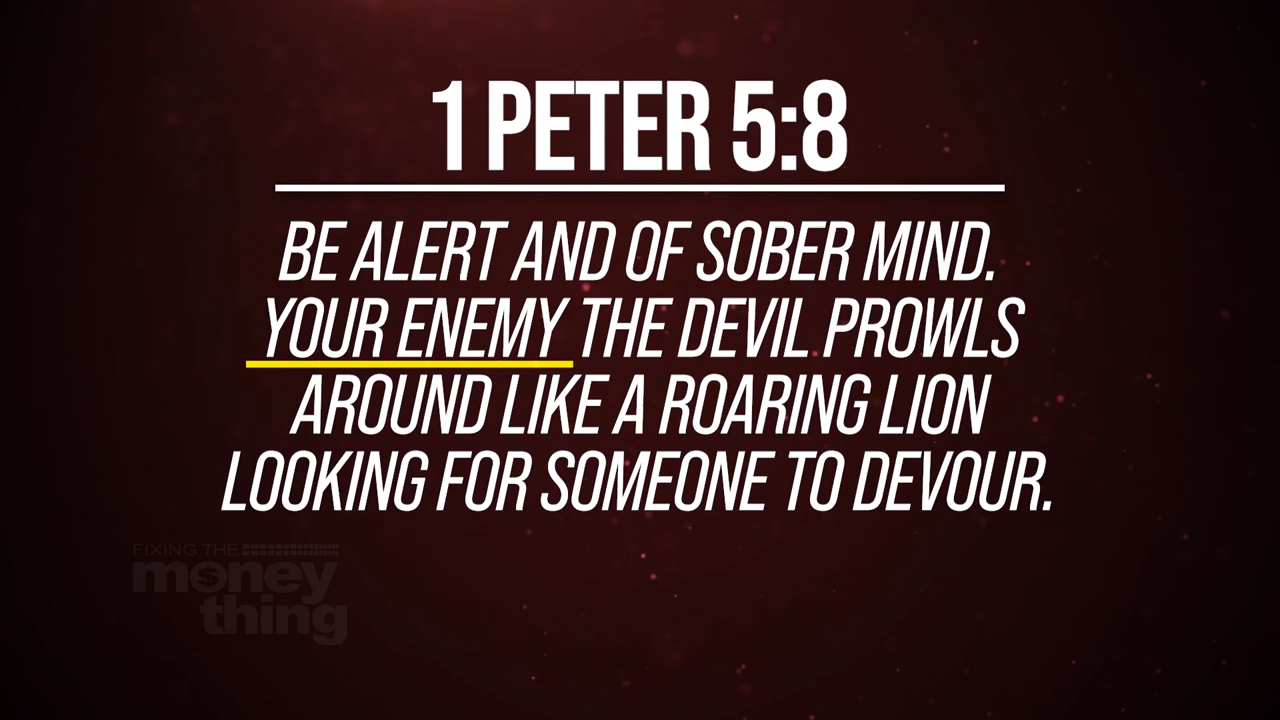 1 PETER 5:8
BE ALERT AND OF SOBER MIND.
YOUR ENEMY THE DEVIL PROWLS
AROUND LIKE A ROARING LION
LOOKING FOR SOMEONE TO DEVOUR.
FIXING THE
money
thing